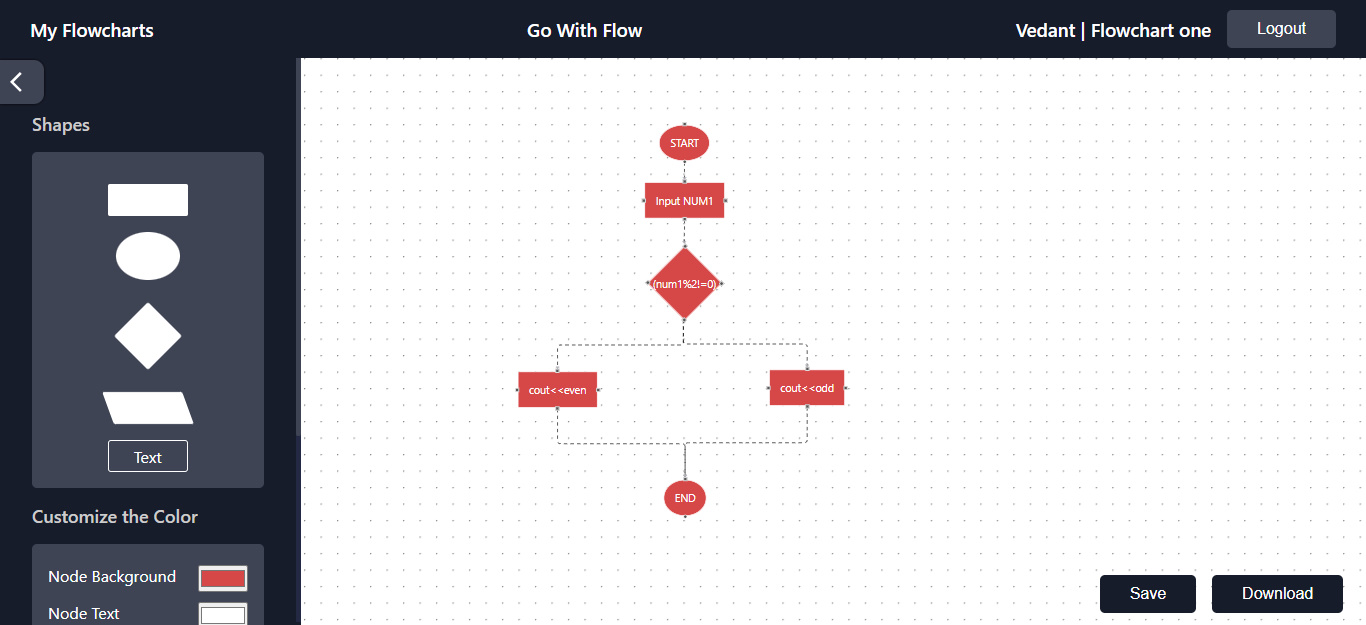 My Flowcharts
Go With Flow
Vedant | Flowchart one
Logout
Shapes
Text
Customize the Color
Node Background
Node Text
START
Input NUM1
(num1%2!=0)
cout<<even
cout<<odd
END
Save
Download